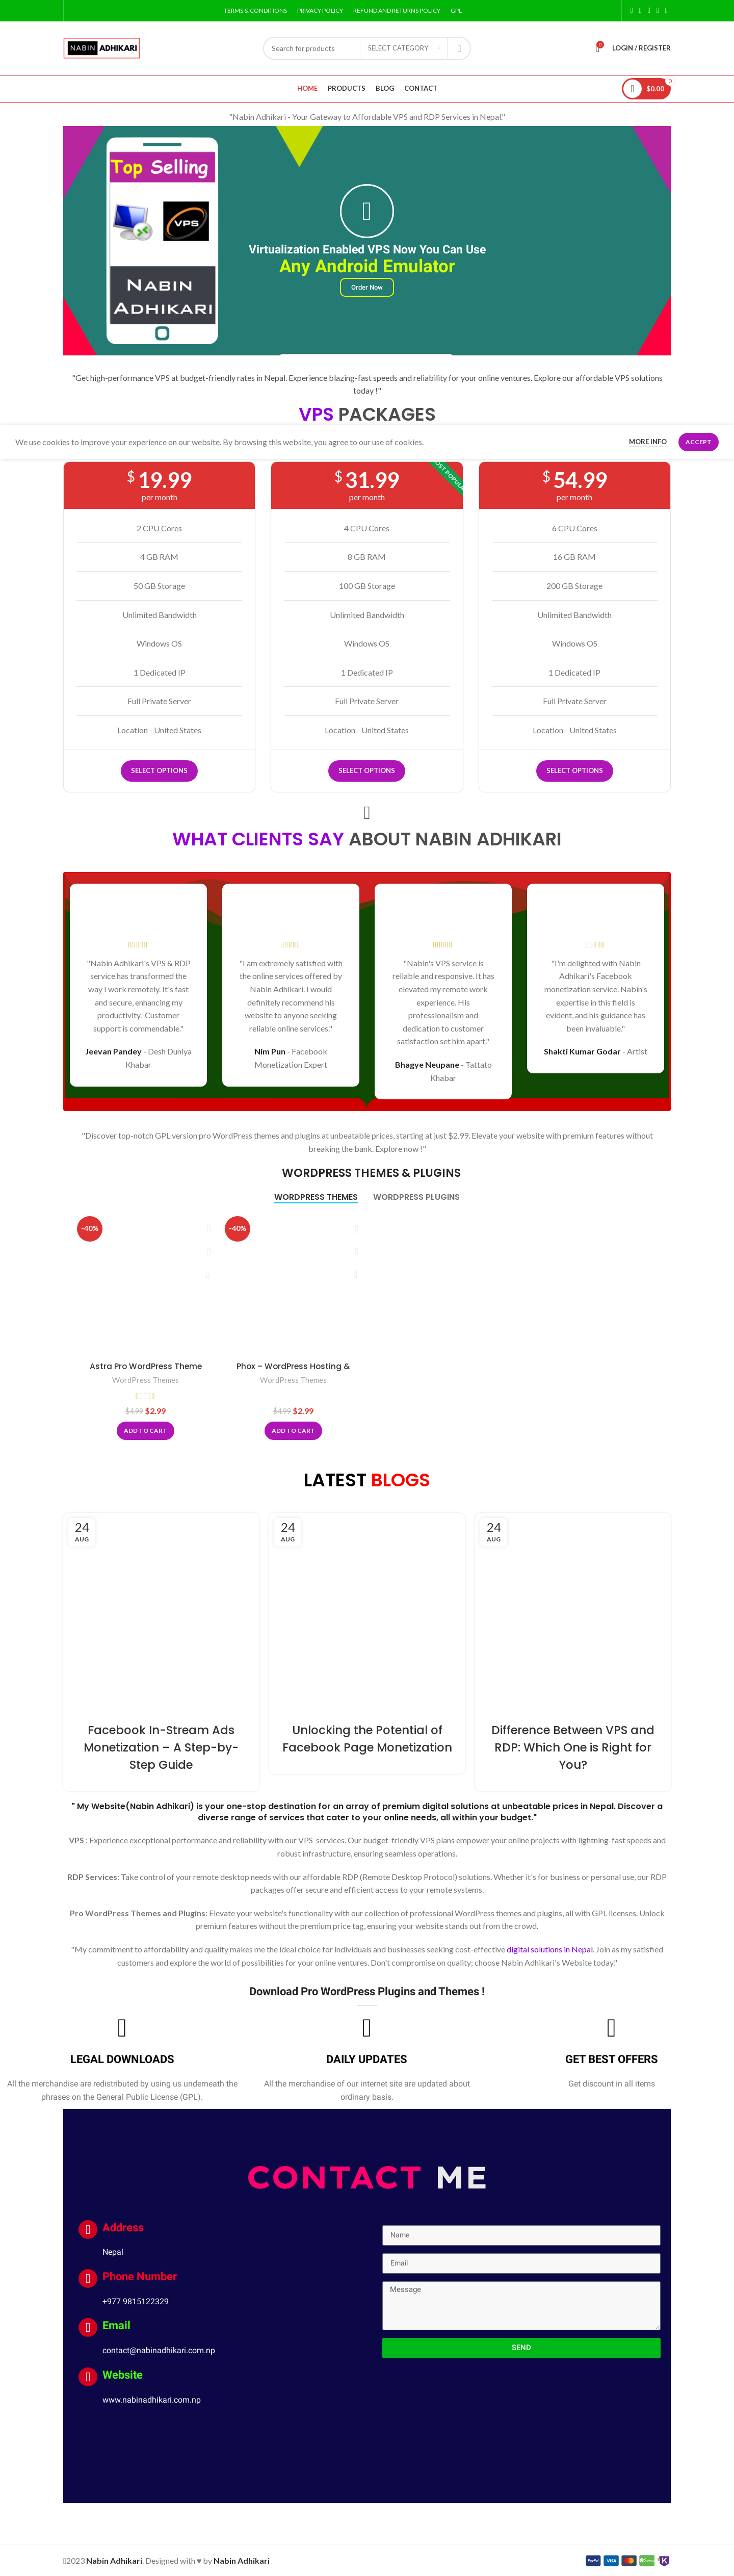 TERMS & CONDITIONS PRIVACY POLICY REFUND AND RETURNS POLICY GPL
NABIN ADHIKARI
Search for products SELECT CATEGORY
0 LOGIN / REGISTER
HOME PRODUCTS BLOG CONTACT
$0.00 0
"Nabin Adhikari - Your Gateway to Affordable VPS and RDP Services in Nepal."
Top Selling
VPS
NABIN
ADHIKARI
Virtualization Enabled VPS Now You Can Use
Any Android Emulator
Order Now
"Get high-performance VPS at budget-friendly rates in Nepal. Experience blazing-fast speeds and reliability for your online ventures. Explore our affordable VPS solutions
today !"
VPS PACKAGES
We use cookies to improve your experience on our website. By browsing this website, you agree to our use of cookies.
MORE INFO ACCEPT
$19.99
per month
2 CPU Cores
4 GB RAM
50 GB Storage
Unlimited Bandwidth
Windows OS
1 Dedicated IP
Full Private Server
Location - United States
SELECT OPTIONS
$31.99
per month
4 CPU Cores
8 GB RAM
100 GB Storage
Unlimited Bandwidth
Windows OS
1 Dedicated IP
Full Private Server
Location - United States
SELECT OPTIONS
$54.99
per month
6 CPU Cores
16 GB RAM
200 GB Storage
Unlimited Bandwidth
Windows OS
1 Dedicated IP
Full Private Server
Location - United States
SELECT OPTIONS
WHAT CLIENTS SAY ABOUT NABIN ADHIKARI
"Nabin Adhikari's VPS & RDP
service has transformed the
way I work remotely. It's fast
and secure, enhancing my
productivity. Customer
support is commendable."
Jeevan Pandey - Desh Duniya
Khabar
"I am extremely satisfied with
the online services offered by
Nabin Adhikari. I would
definitely recommend his
website to anyone seeking
reliable online services."
Nim Pun - Facebook
Monetization Expert
"Nabin's VPS service is
reliable and responsive. It has
elevated my remote work
experience. His
professionalism and
dedication to customer
satisfaction set him apart."
Bhagye Neupane - Tattato
Khabar
"I'm delighted with Nabin
Adhikari's Facebook
monetization service. Nabin's
expertise in this field is
evident, and his guidance has
been invaluable."
Shakti Kumar Godar - Artist
"Discover top-notch GPL version pro WordPress themes and plugins at unbeatable prices, starting at just $2.99. Elevate your website with premium features without
breaking the bank. Explore now !"
WORDPRESS THEMES & PLUGINS
WORDPRESS THEMES WORDPRESS PLUGINS
-40%
Astra Pro WordPress Theme
WordPress Themes
$4.99 $2.99
ADD TO CART
-40%
Phox – WordPress Hosting &
WordPress Themes
$4.99 $2.99
ADD TO CART
LATEST BLOGS
24
AUG
Facebook In-Stream Ads
Monetization – A Step-by-
Step Guide
24
AUG
Unlocking the Potential of
Facebook Page Monetization
24
AUG
Difference Between VPS and
RDP: Which One is Right for
You?
" My Website(Nabin Adhikari) is your one-stop destination for an array of premium digital solutions at unbeatable prices in Nepal. Discover a
diverse range of services that cater to your online needs, all within your budget."
VPS : Experience exceptional performance and reliability with our VPS services. Our budget-friendly VPS plans empower your online projects with lightning-fast speeds and
robust infrastructure, ensuring seamless operations.
RDP Services: Take control of your remote desktop needs with our affordable RDP (Remote Desktop Protocol) solutions. Whether it's for business or personal use, our RDP
packages offer secure and efficient access to your remote systems.
Pro WordPress Themes and Plugins: Elevate your website's functionality with our collection of professional WordPress themes and plugins, all with GPL licenses. Unlock
premium features without the premium price tag, ensuring your website stands out from the crowd.
"My commitment to affordability and quality makes me the ideal choice for individuals and businesses seeking cost-effective digital solutions in Nepal. Join as my satisfied
customers and explore the world of possibilities for your online ventures. Don't compromise on quality; choose Nabin Adhikari's Website today."
Download Pro WordPress Plugins and Themes !
LEGAL DOWNLOADS
All the merchandise are redistributed by using us underneath the
phrases on the General Public License (GPL).
DAILY UPDATES
All the merchandise of our internet site are updated about
ordinary basis.
GET BEST OFFERS
Get discount in all items
CONTACT ME
Address
Nepal
Phone Number
+977 9815122329
Email
contact@nabinadhikari.com.np
Website
www.nabinadhikari.com.np
Name
Email
Message
SEND
2023 Nabin Adhikari. Designed with ♥ by Nabin Adhikari
PayPal VISA